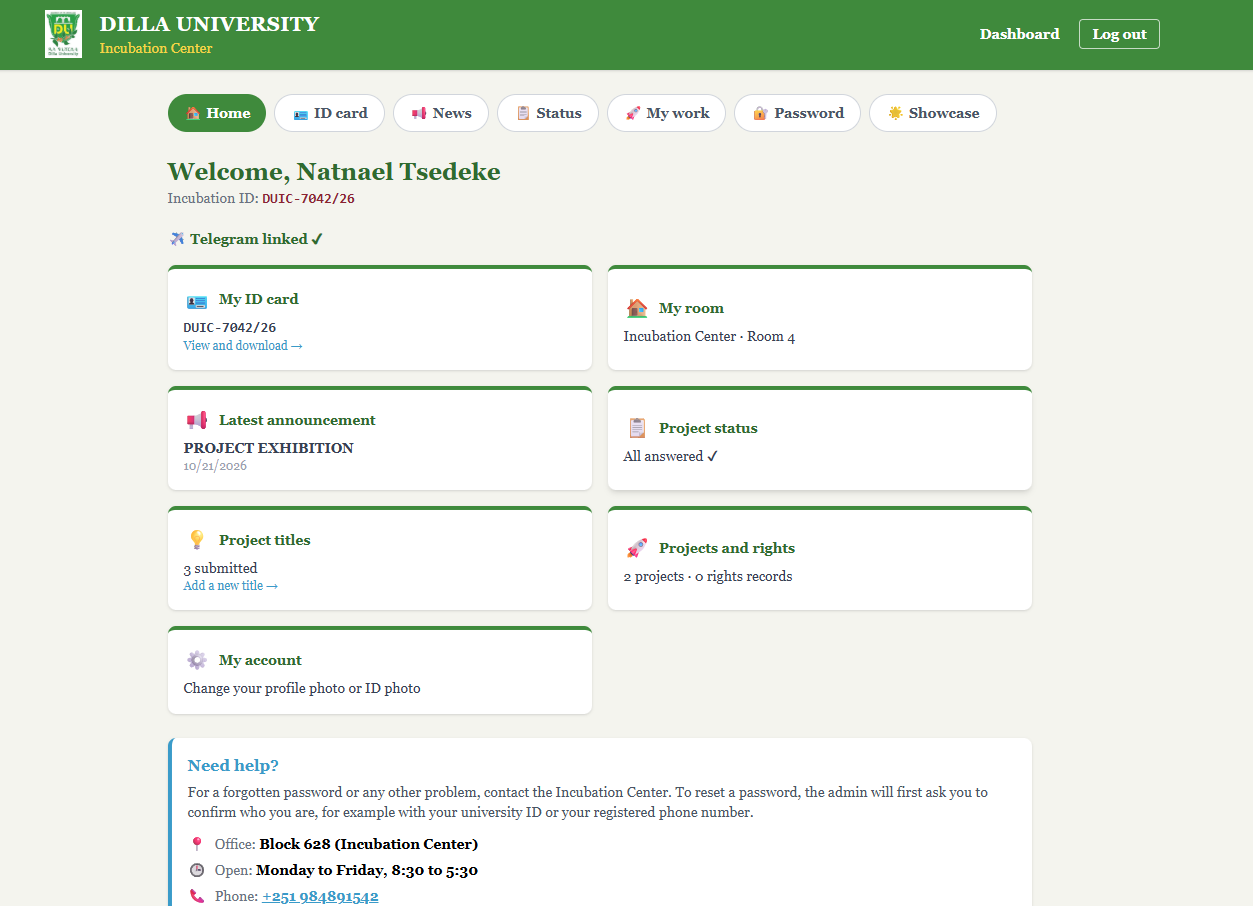 DILLA UNIVERSITY
Incubation Center
Dashboard
Log out
Home
ID card
News
Status
My work
Password
Showcase
Welcome, Natnael Tsedeke
Incubation ID: DUIC-7042/26
Telegram linked ✓
My ID card
DUIC-7042/26
View and download →
My room
Incubation Center · Room 4
Latest announcement
PROJECT EXHIBITION
10/21/2026
Project status
All answered ✓
Project titles
3 submitted
Add a new title →
Projects and rights
2 projects · 0 rights records
My account
Change your profile photo or ID photo
Need help?
For a forgotten password or any other problem, contact the Incubation Center. To reset a password, the admin will first ask you to
confirm who you are, for example with your university ID or your registered phone number.
Office: Block 628 (Incubation Center)
Open: Monday to Friday, 8:30 to 5:30
Phone: +251 984891542